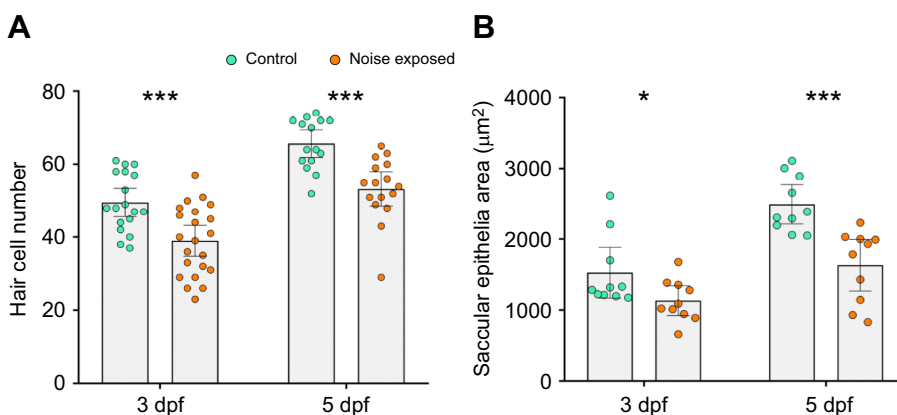 A
B
Control Noise exposed
*** ***
80
60
40
20
0
Hair cell number
3 dpf 5 dpf
* ***
5000
4000
3000
2000
1000
0
Saccular epithelia area (μm²)
3 dpf 5 dpf